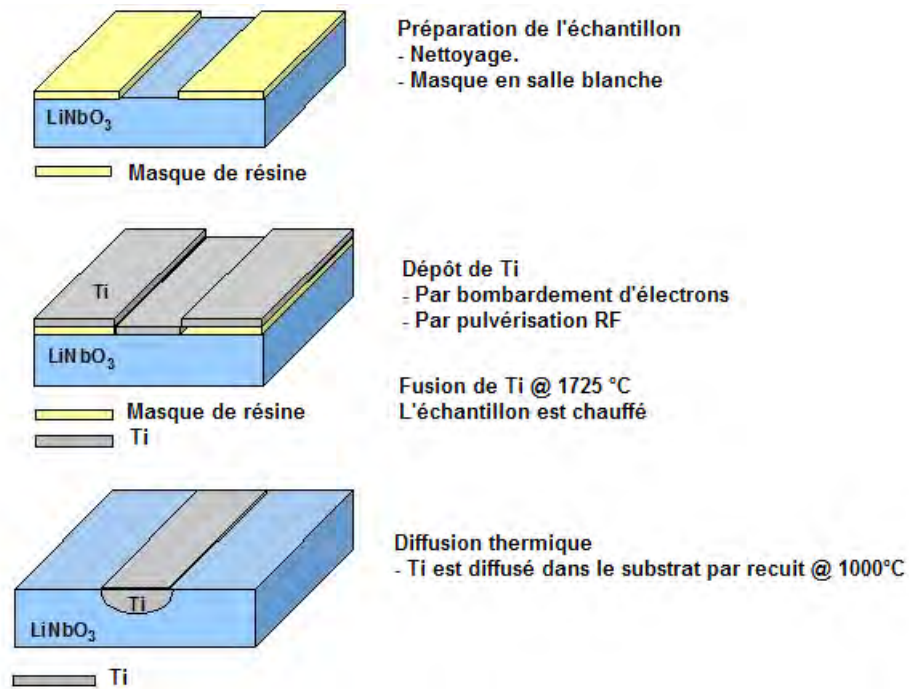 Préparation de l'échantillon
- Nettoyage.
- Masque en salle blanche
LiNbO3
Masque de résine
Ti
Dépôt de Ti
- Par bombardement d'électrons
- Par pulvérisation RF
LiNbO3
Fusion de Ti @ 1725 °C
L'échantillon est chauffé
Masque de résine
Ti
Diffusion thermique
- Ti est diffusé dans le substrat par recuit @ 1000°C
Ti
LiNbO3
Ti